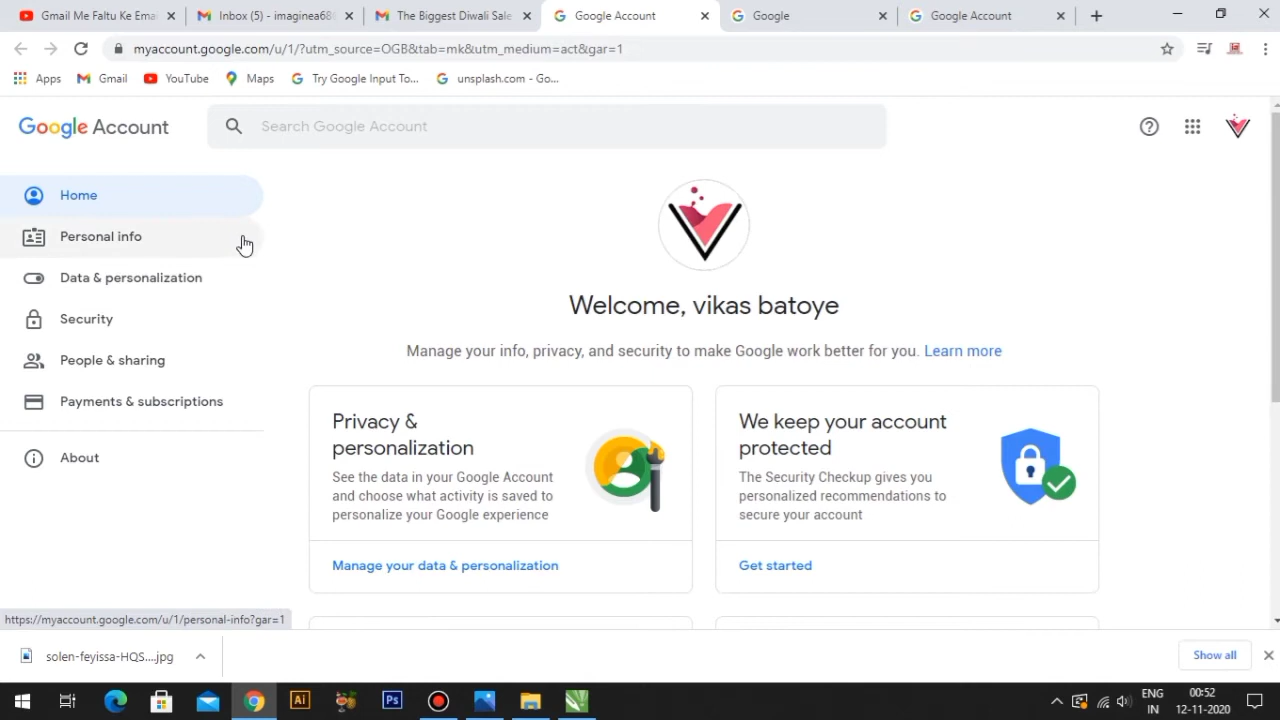 Gmail Me Faltu Ke Emai
Inbox (5) - imaginea68
The Biggest Diwali Sale
Google Account
Google
Google Account
myaccount.google.com/u/1/?utm_source=OGB&tab=mk&utm_medium=act&gar=1
Apps
Gmail
YouTube
Maps
Try Google Input To...
unsplash.com - Go...
Google Account
Search Google Account
Home
Personal info
Data & personalization
Security
People & sharing
Payments & subscriptions
About
Welcome, vikas batoye
Manage your info, privacy, and security to make Google work better for you. Learn more
Privacy &
personalization
See the data in your Google Account
and choose what activity is saved to
personalize your Google experience
Manage your data & personalization
We keep your account
protected
The Security Checkup gives you
personalized recommendations to
secure your account
Get started
https://myaccount.google.com/u/1/personal-info?gar=1
solen-feyissa-HQS....jpg
Show all
Ai
Ps
ENG
IN
00:52
12-11-2020